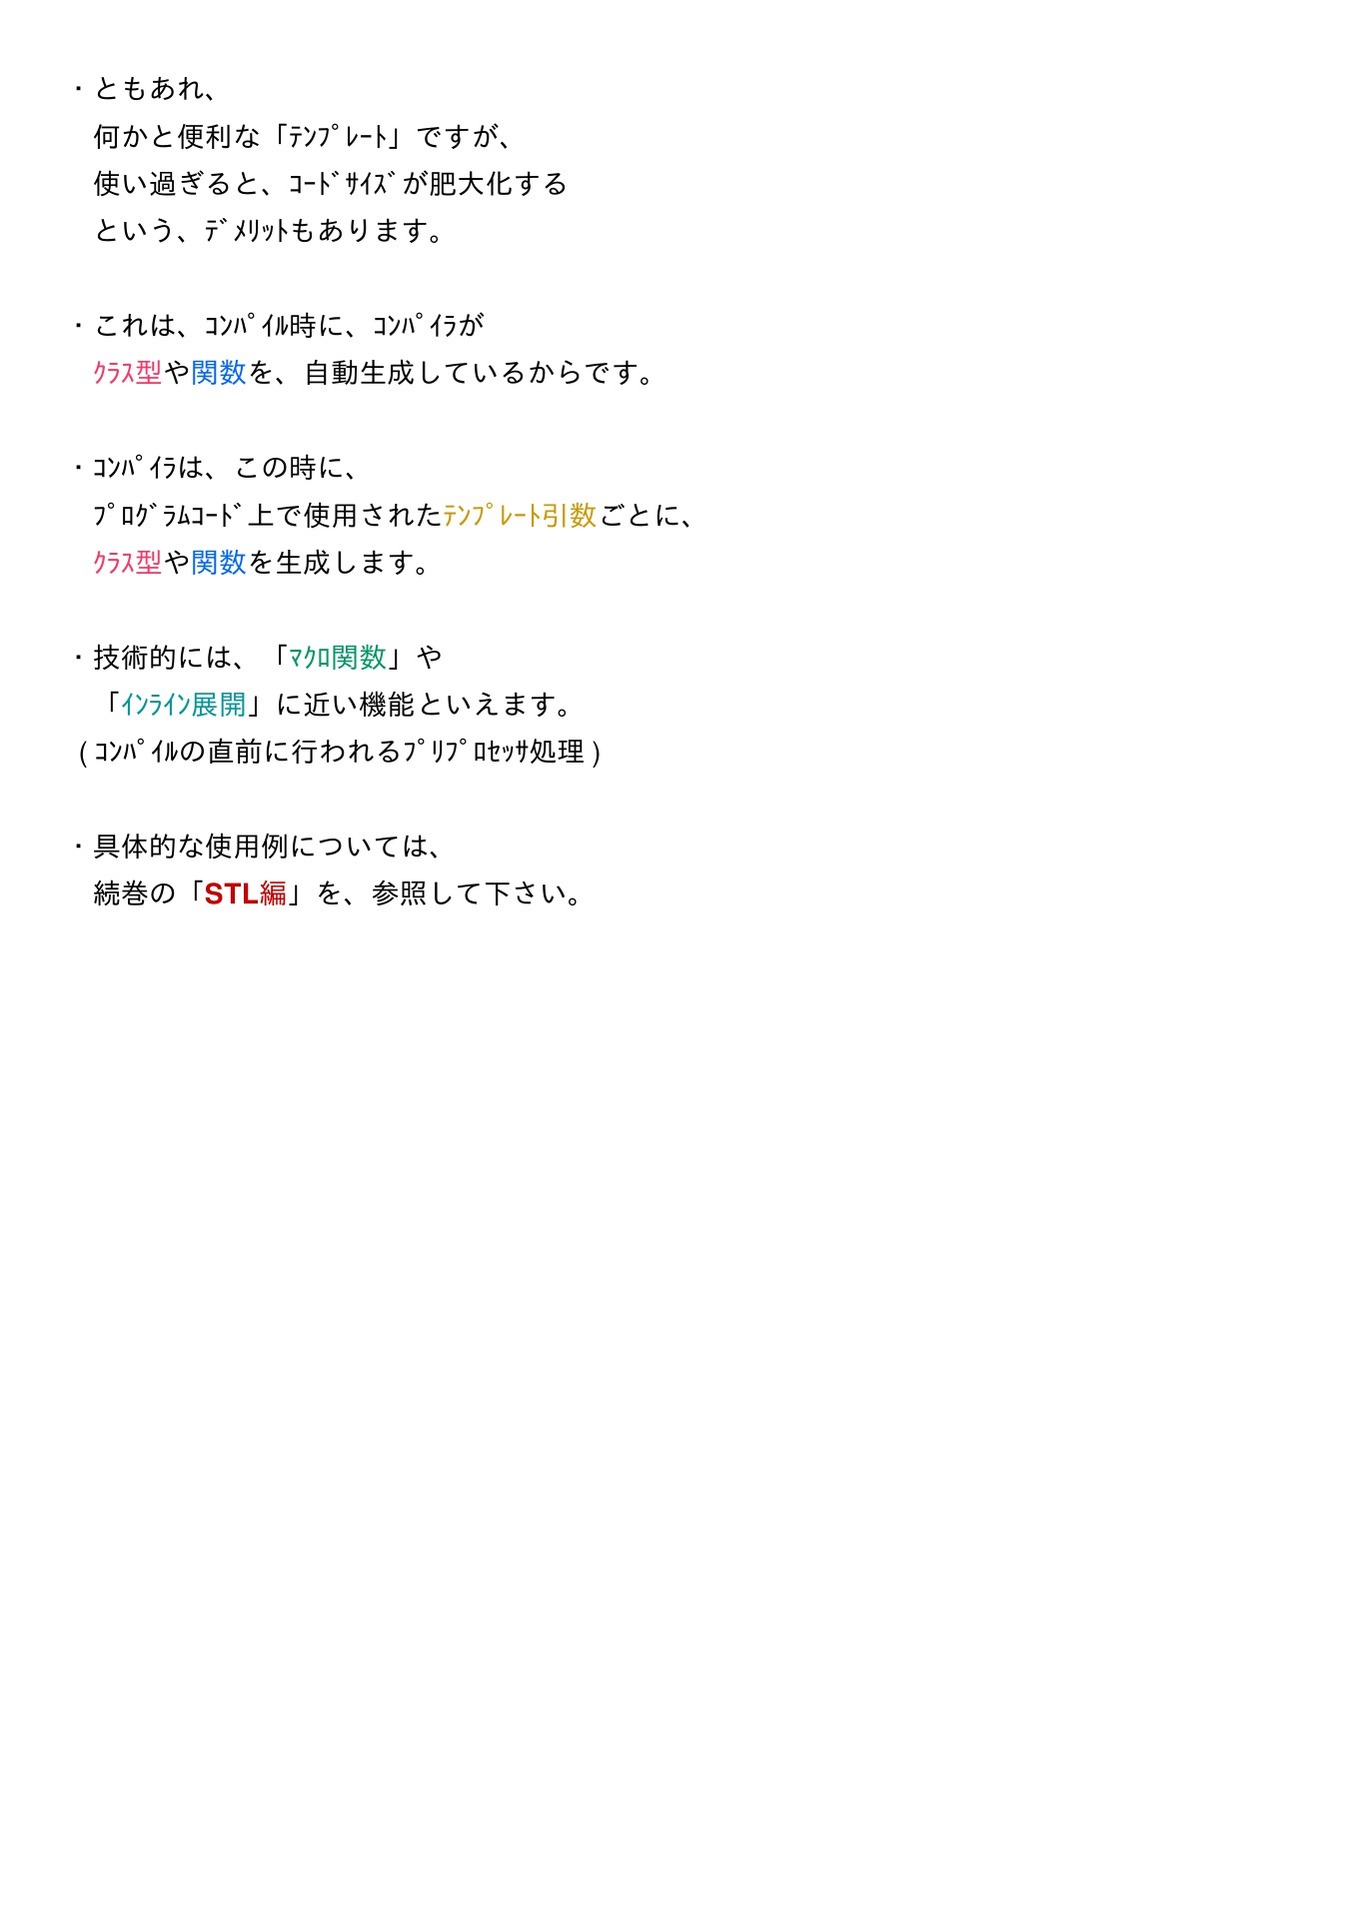 ・ともあれ、
何かと便利な「ﾃﾝﾌﾟﾚｰﾄ」ですが、
使い過ぎると、ｺｰﾄﾞｻｲｽﾞが肥大化する
という、ﾃﾞﾒﾘｯﾄもあります。
・これは、ｺﾝﾊﾟｲﾙ時に、ｺﾝﾊﾟｲﾗが
ｸﾗｽ型や関数を、自動生成しているからです。
・ｺﾝﾊﾟｲﾗは、この時に、
ﾌﾟﾛｸﾞﾗﾑｺｰﾄﾞ上で使用されたﾃﾝﾌﾟﾚｰﾄ引数ごとに、
ｸﾗｽ型や関数を生成します。
・技術的には、「ﾏｸﾛ関数」や
「ｲﾝﾗｲﾝ展開」に近い機能といえます。
( ｺﾝﾊﾟｲﾙの直前に行われるﾌﾟﾘﾌﾟﾛｾｯｻ処理 )
・具体的な使用例については、
続巻の「STL編」を、参照して下さい。